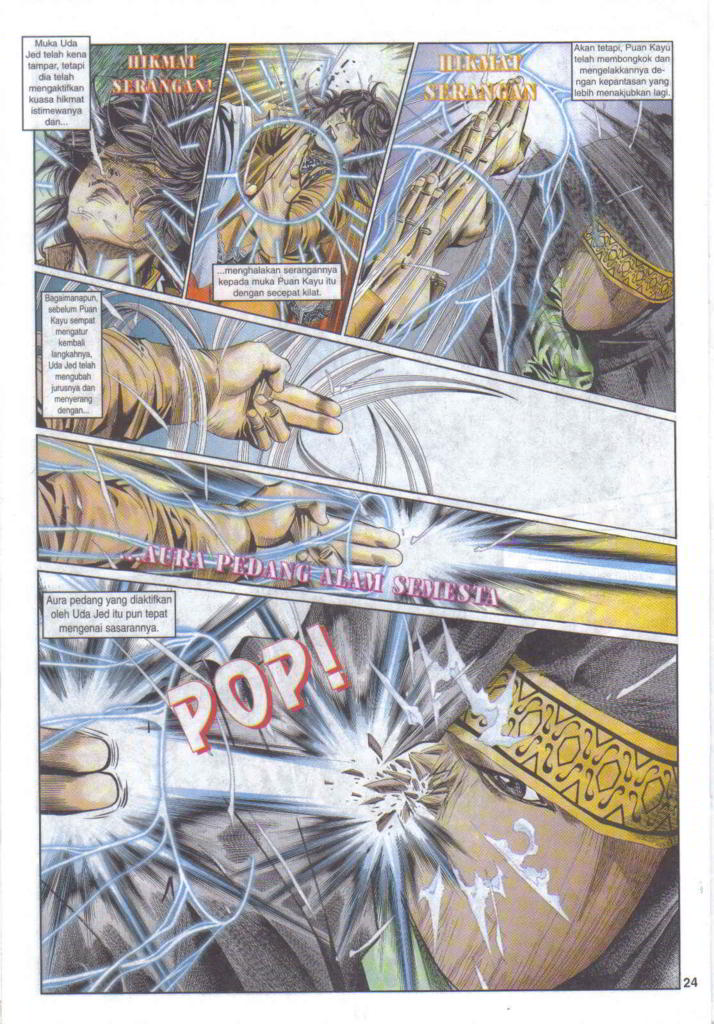 Muka Uda
Jed telah kena
tampar, tetapi
dia telah
mengaktifkan
kuasa hikmat
istimewanya
dan...
HIKMAT
SERANGAN!
...menghalakan serangannya
kepada muka Puan Kayu itu
dengan secepat kilat.
HIKMAT
SERANGAN
Akan tetapi, Puan Kayu
telah membongkok dan
mengelakkannya de-
ngan kepantasan yang
lebih menakjubkan lagi.
Bagaimanapun,
sebelum Puan
Kayu sempat
mengatur
kembali
langkahnya,
Uda Jed telah
mengubah
jurusnya dan
menyerang
dengan...
...AURA PEDANG ALAM SEMESTA
Aura pedang yang diaktifkan
oleh Uda Jed itu pun tepat
mengenai sasarannya.
POP!
24